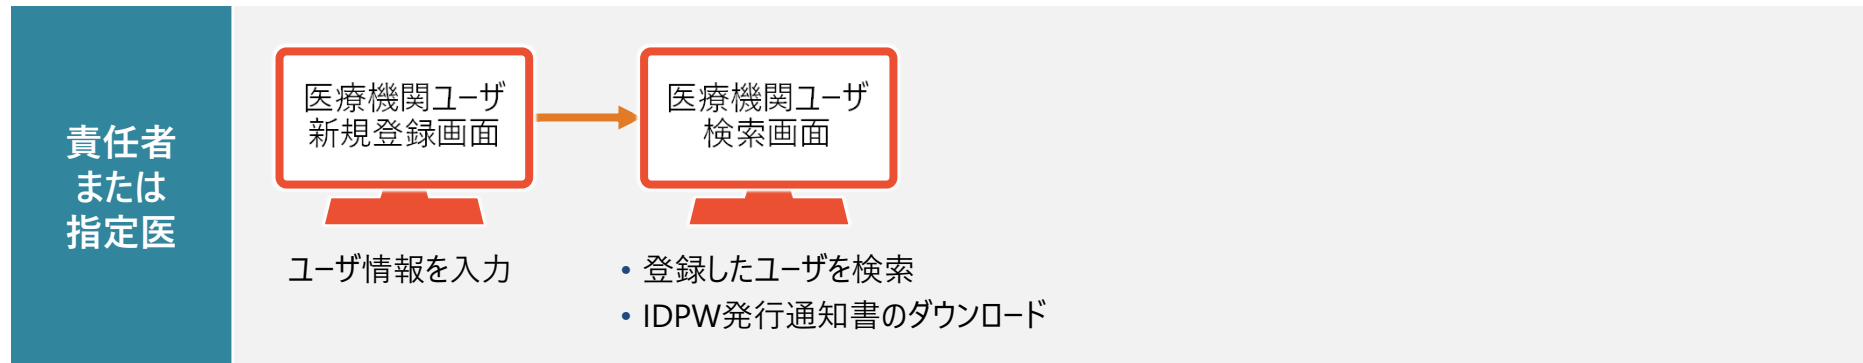 責任者
または
指定医
医療機関ユーザ
新規登録画面
医療機関ユーザ
検索画面
ユーザ情報を入力
• 登録したユーザを検索
• IDPW発行通知書のダウンロード